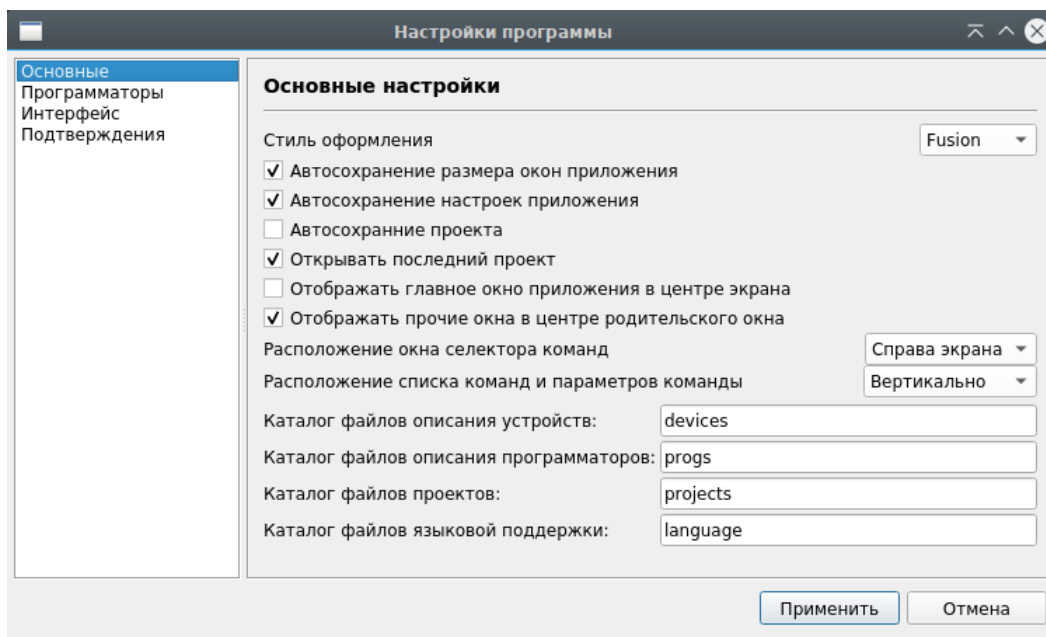 Настройки программы
Основные
Программаторы
Интерфейс
Подтверждения
Основные настройки
Стиль оформления Fusion
Автосохранение размера окон приложения
Автосохранение настроек приложения
Автосохранние проекта
Открывать последний проект
Отображать главное окно приложения в центре экрана
Отображать прочие окна в центре родительского окна
Расположение окна селектора команд Справа экрана
Расположение списка команд и параметров команды Вертикально
Каталог файлов описания устройств: devices
Каталог файлов описания программаторов: progs
Каталог файлов проектов: projects
Каталог файлов языковой поддержки: language
Применить Отмена